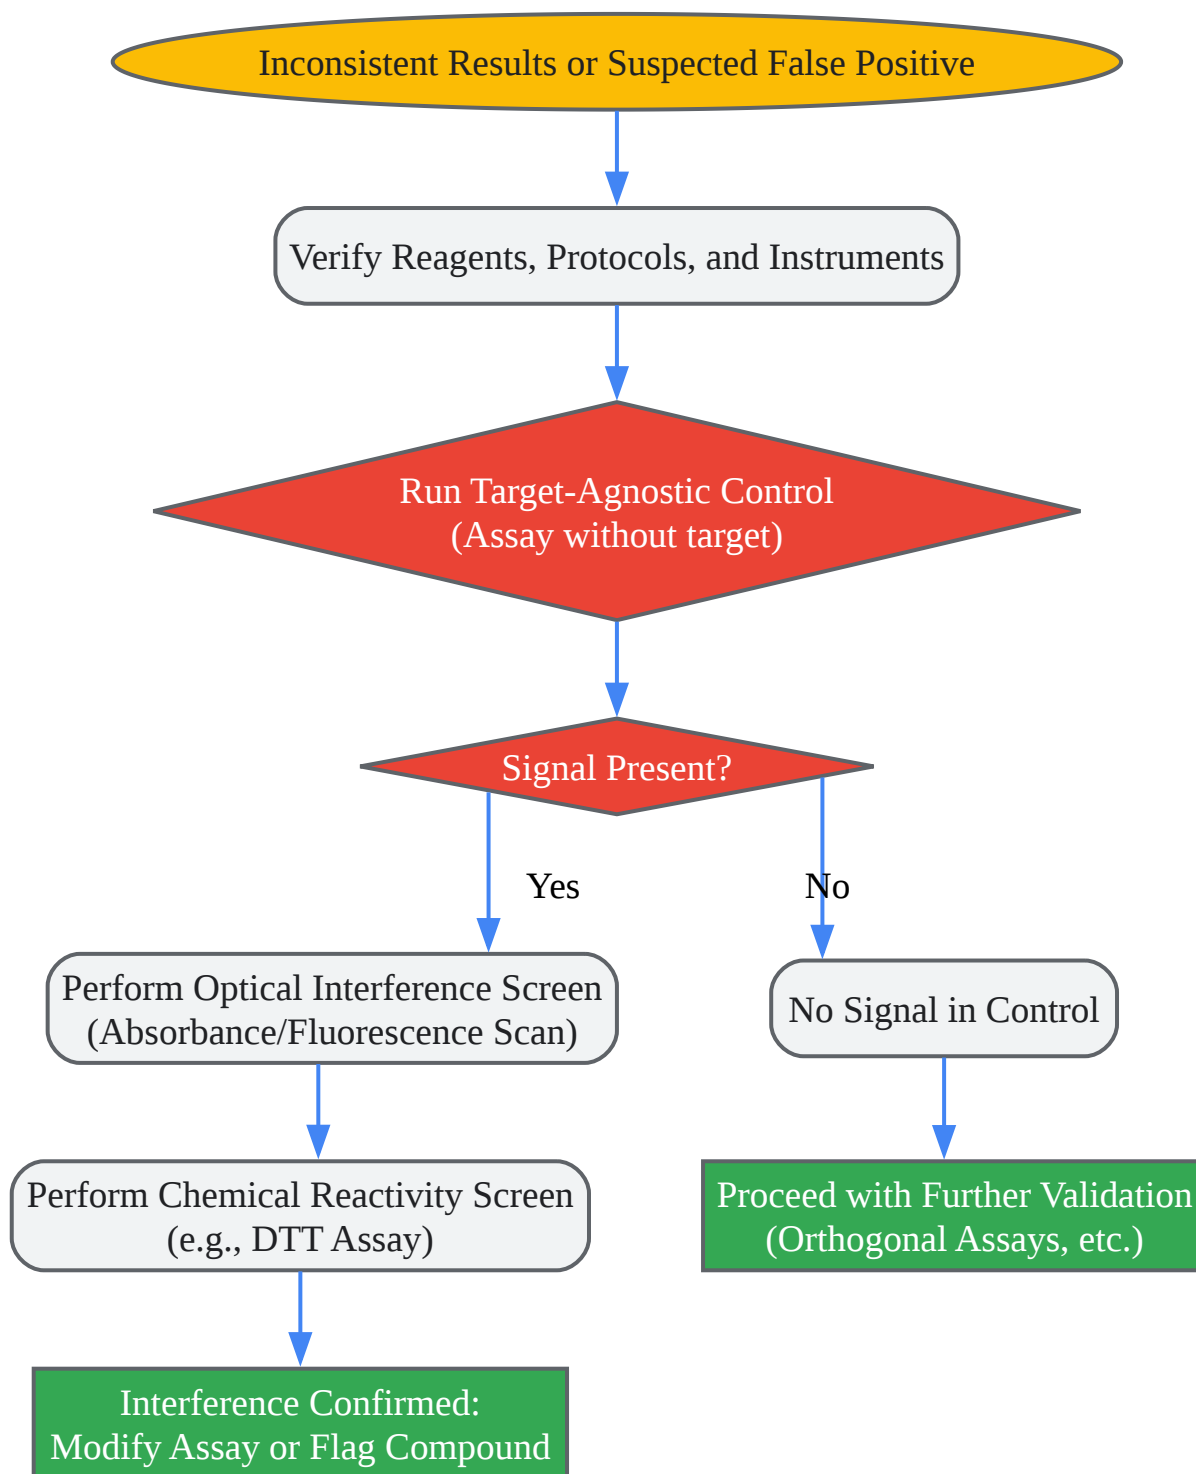 Inconsistent Results or Suspected False Positive
Verify Reagents, Protocols, and Instruments
Run Target-Agnostic Control
(Assay without target)
Signal Present?
Yes
No
Perform Optical Interference Screen
(Absorbance/Fluorescence Scan)
No Signal in Control
Perform Chemical Reactivity Screen
(e.g., DTT Assay)
Proceed with Further Validation
(Orthogonal Assays, etc.)
Interference Confirmed:
Modify Assay or Flag Compound